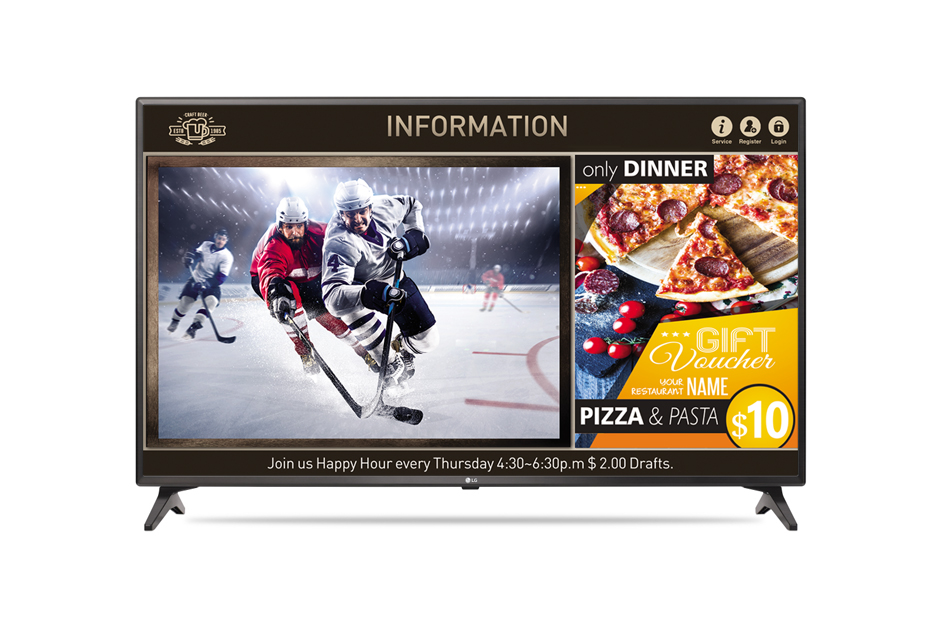 CRAFT BEER
ESTD 1985
INFORMATION
Service Register Login
only DINNER
4
GIFT
Voucher
YOUR
RESTAURANT NAME
PIZZA & PASTA
$10
Join us Happy Hour every Thursday 4:30~6:30p.m $ 2.00 Drafts.
LG